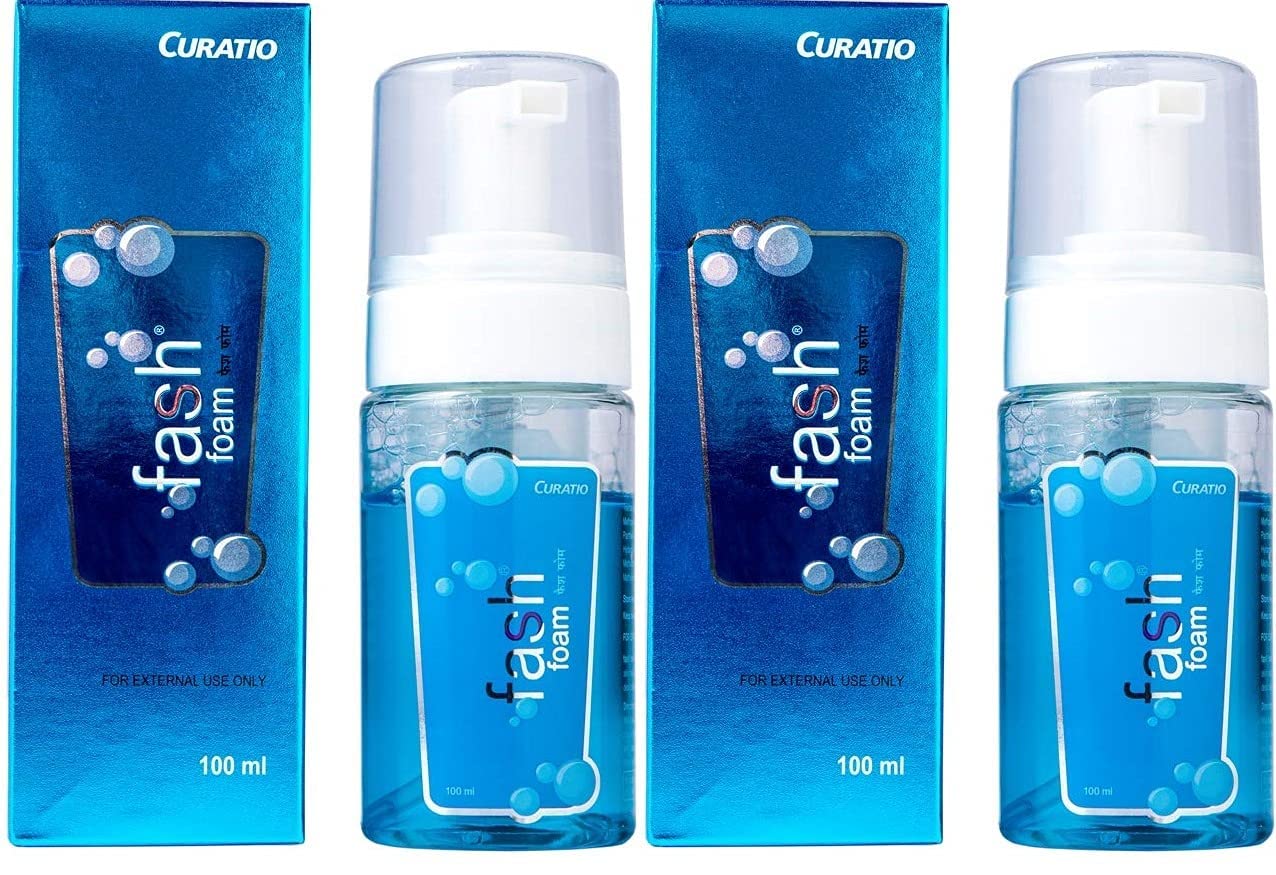 CURATIO
fash®
foam फेश फोम
FOR EXTERNAL USE ONLY
100 ml
CURATIO
fash®
foam फेश फोम
100 ml
CURATIO
fash®
foam फेश फोम
FOR EXTERNAL USE ONLY
100 ml
CURATIO
fash®
foam फेश फोम
100 ml